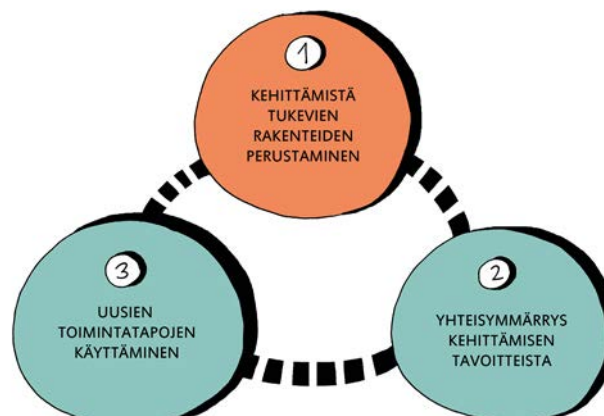 1
KEHITTÄMISTÄ
TUKEVIEN
RAKENTEIDEN
PERUSTAMINEN
2
YHTEISYMMÄRRYS
KEHITTÄMISEN
TAVOITTEISTA
3
UUSIEN
TOIMINTATAPOJEN
KÄYTTÄMINEN